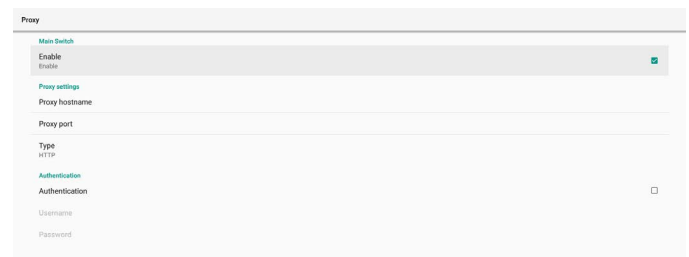 Proxy
Main Switch
Enable
Enable
Proxy settings
Proxy hostname
Proxy port
Type
HTTP
Authentication
Authentication
Username
Password